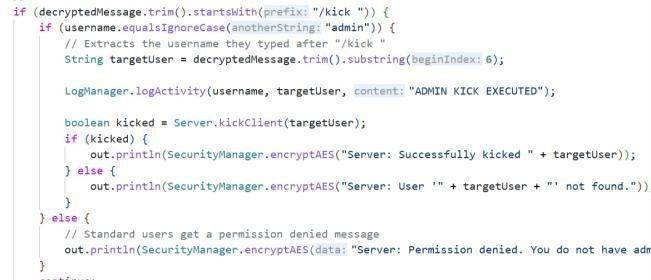 if (decryptedMessage.trim().startsWith(prefix: "/kick ")) {
if (username.equalsIgnoreCase(anotherString: "admin")) {
// Extracts the username they typed after "/kick "
String targetUser = decryptedMessage.trim().substring(beginIndex: 6);
LogManager.logActivity(username, targetUser, content: "ADMIN KICK EXECUTED");
boolean kicked = Server.kickClient(targetUser);
if (kicked) {
out.println(SecurityManager.encryptAES("Server: Successfully kicked " + targetUser));
} else {
out.println(SecurityManager.encryptAES("Server: User '" + targetUser + "' not found."))
}
} else {
// Standard users get a permission denied message
out.println(SecurityManager.encryptAES(data: "Server: Permission denied. You do not have adm
}